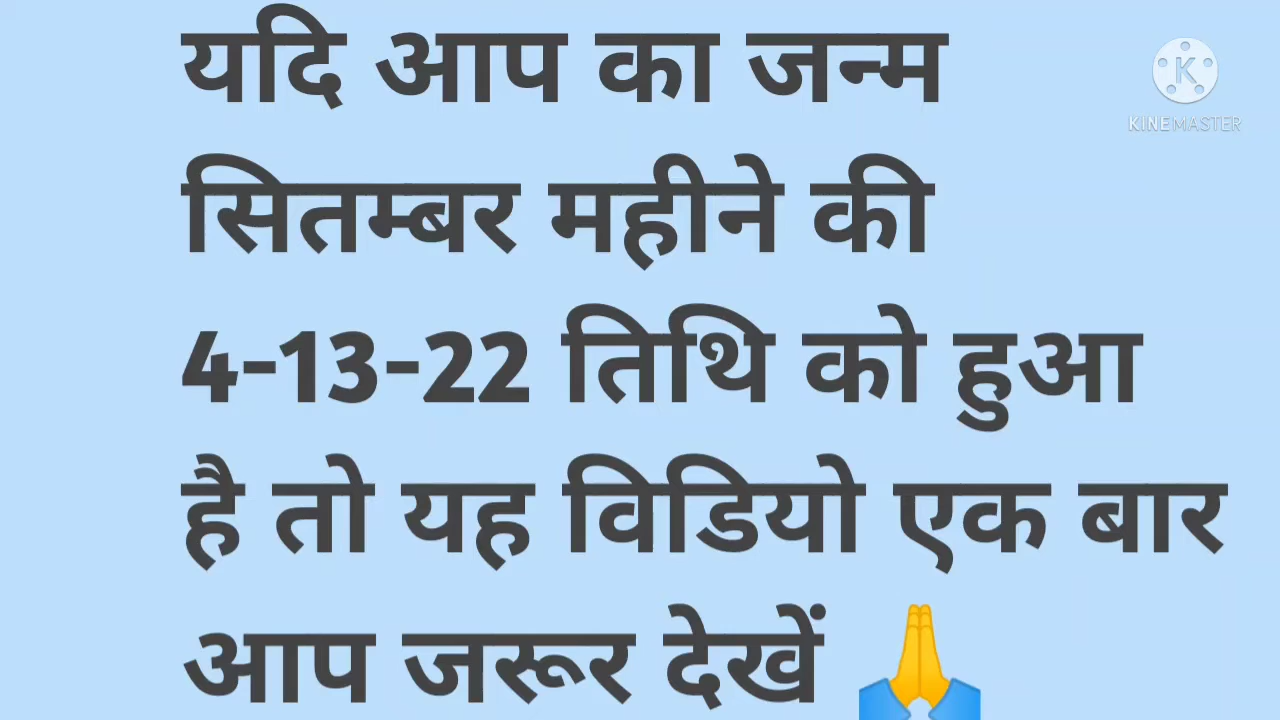 यदि आप का जन्म
KINEMASTER
सितम्बर महीने की
4-13-22 तिथि को हुआ
है तो यह विडियो एक बार
आप जरूर देखें 🙏